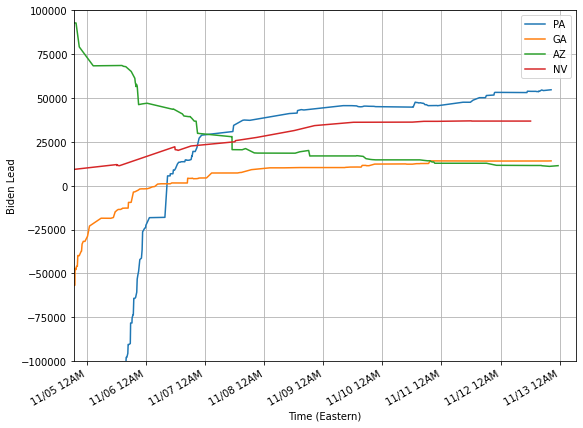 100000
75000
50000
25000
0
−25000
−50000
−75000
−100000
Biden Lead
PA
GA
AZ
NV
11/05 12AM
11/06 12AM
11/07 12AM
11/08 12AM
11/09 12AM
11/10 12AM
11/11 12AM
11/12 12AM
11/13 12AM
Time (Eastern)